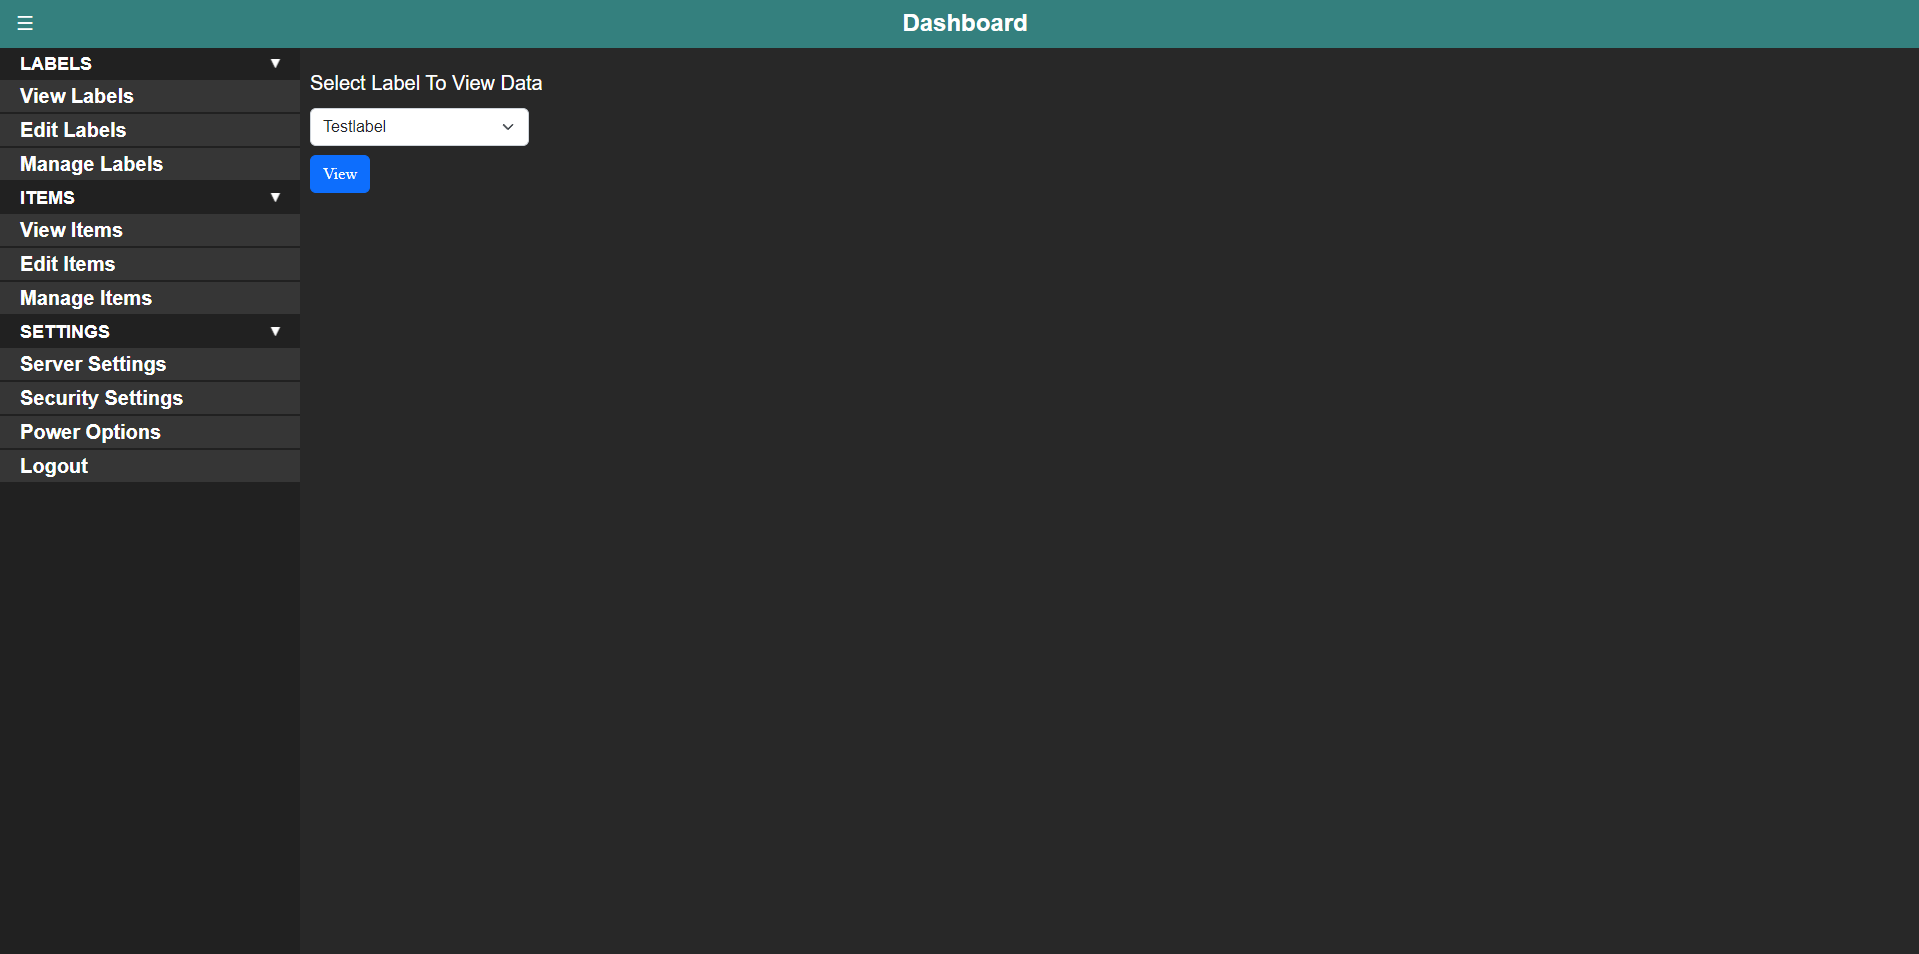 ☰ Dashboard
LABELS ▼
View Labels
Edit Labels
Manage Labels
ITEMS ▼
View Items
Edit Items
Manage Items
SETTINGS ▼
Server Settings
Security Settings
Power Options
Logout
Select Label To View Data
Testlabel
View